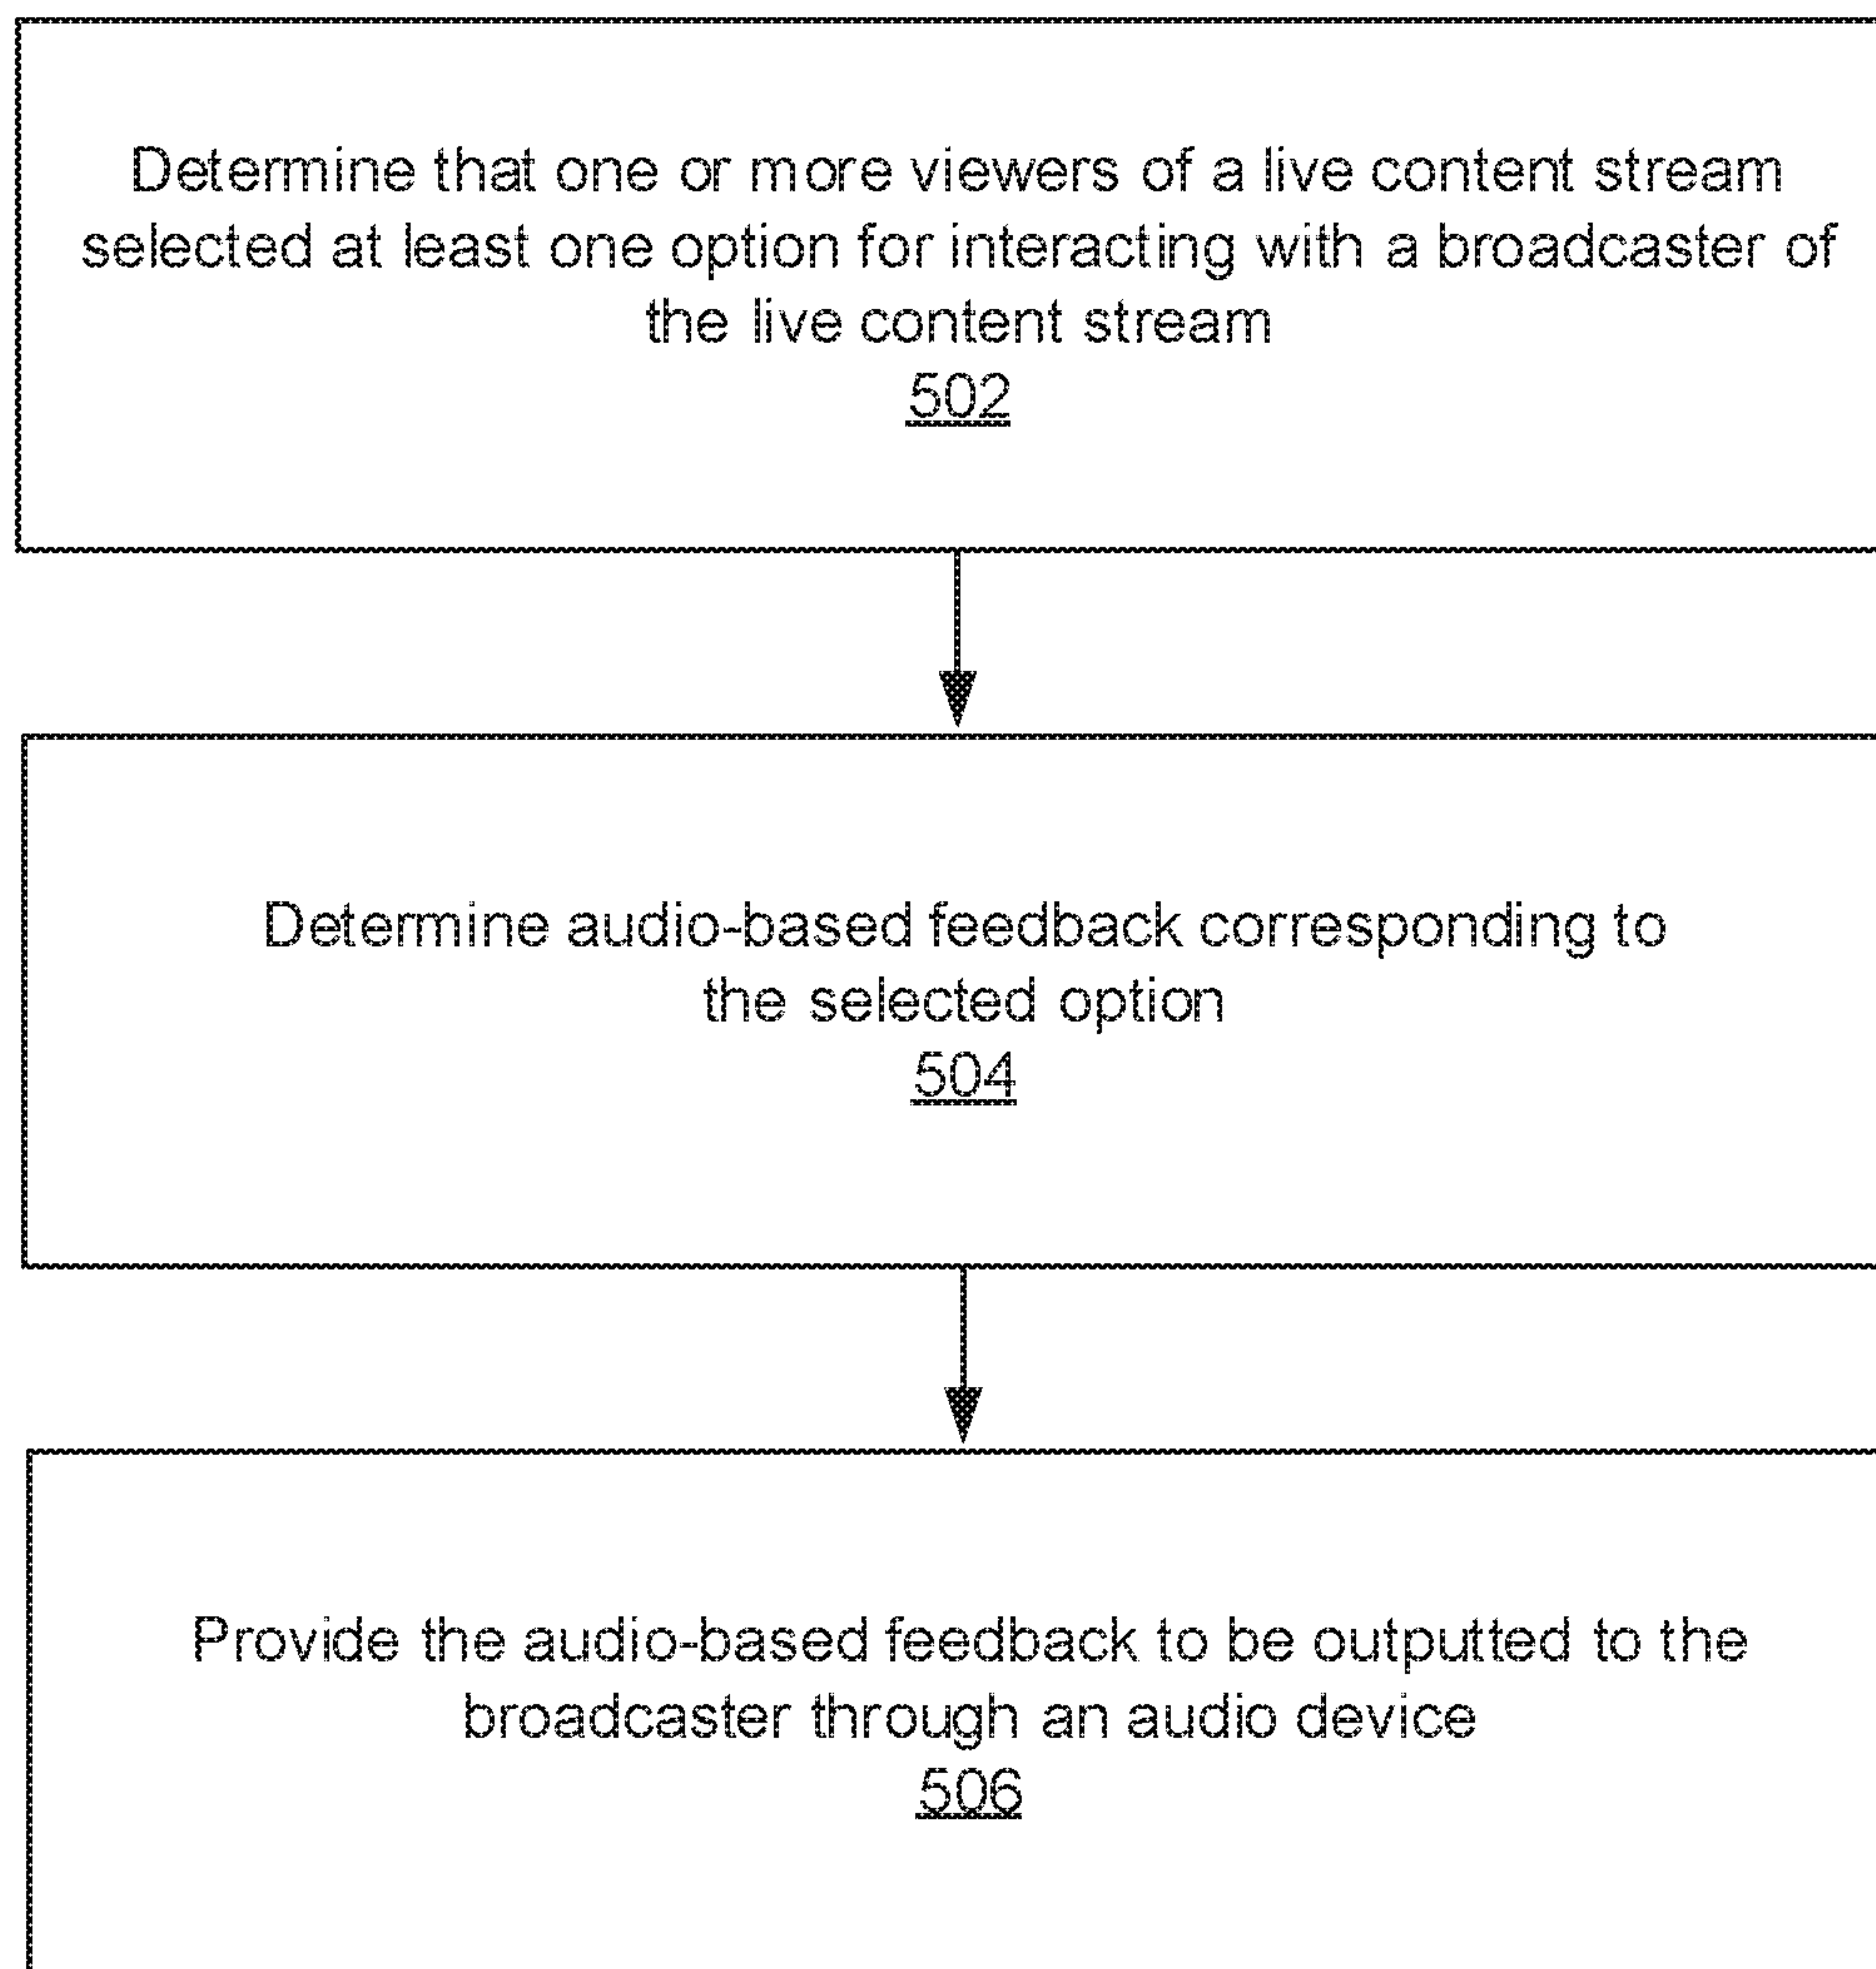 Determine that one or more viewers of a live content stream
selected at least one option for interacting with a broadcaster of
the live content stream
502
Determine audio-based feedback corresponding to
the selected option
504
Provide the audio-based feedback to be outputted to the
broadcaster through an audio device
506